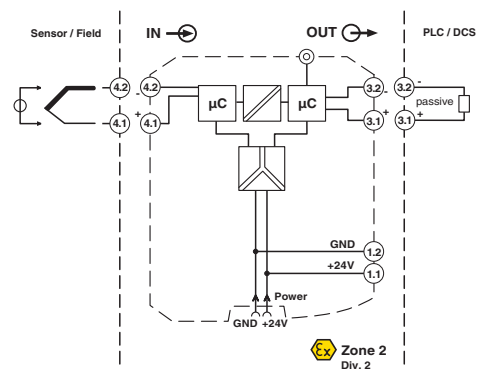 Sensor / Field
IN
OUT
PLC / DCS
4.2
4.2
-
µC
µC
3.2
-
3.2
-
passive
4.1
+
4.1
3.1
+
3.1
+
GND
1.2
+24V
1.1
Power
GND +24V
Ex
Zone 2
Div. 2